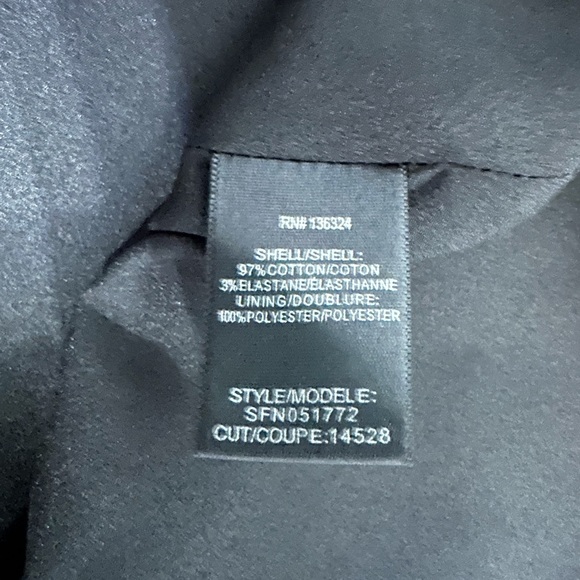 RN# 136324
SHELL/SHELL:
97%COTTON/COTON
3%ELASTANE/ÉLASTHANNE
LINING/DOUBLURE:
100%POLYESTER/POLYESTER
STYLE/MODELE:
SFN051772
CUT/COUPE:14528